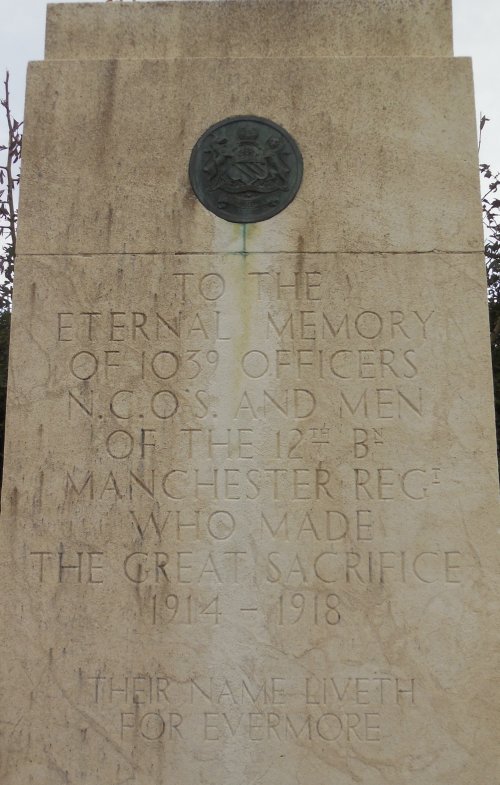 TO THE
ETERNAL MEMORY
OF 1039 OFFICERS
N.C.O'S. AND MEN
OF THE 12TH BN
MANCHESTER REGT
WHO MADE
THE GREAT SACRIFICE
1914 - 1918
THEIR NAME LIVETH
FOR EVERMORE